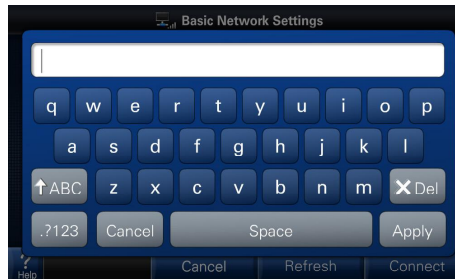 Basic Network Settings
q w e r t y u i o p
a s d f g h j k l
ABC z x c v b n m Del
.?123 Cancel Space Apply
? Help Cancel Refresh Connect